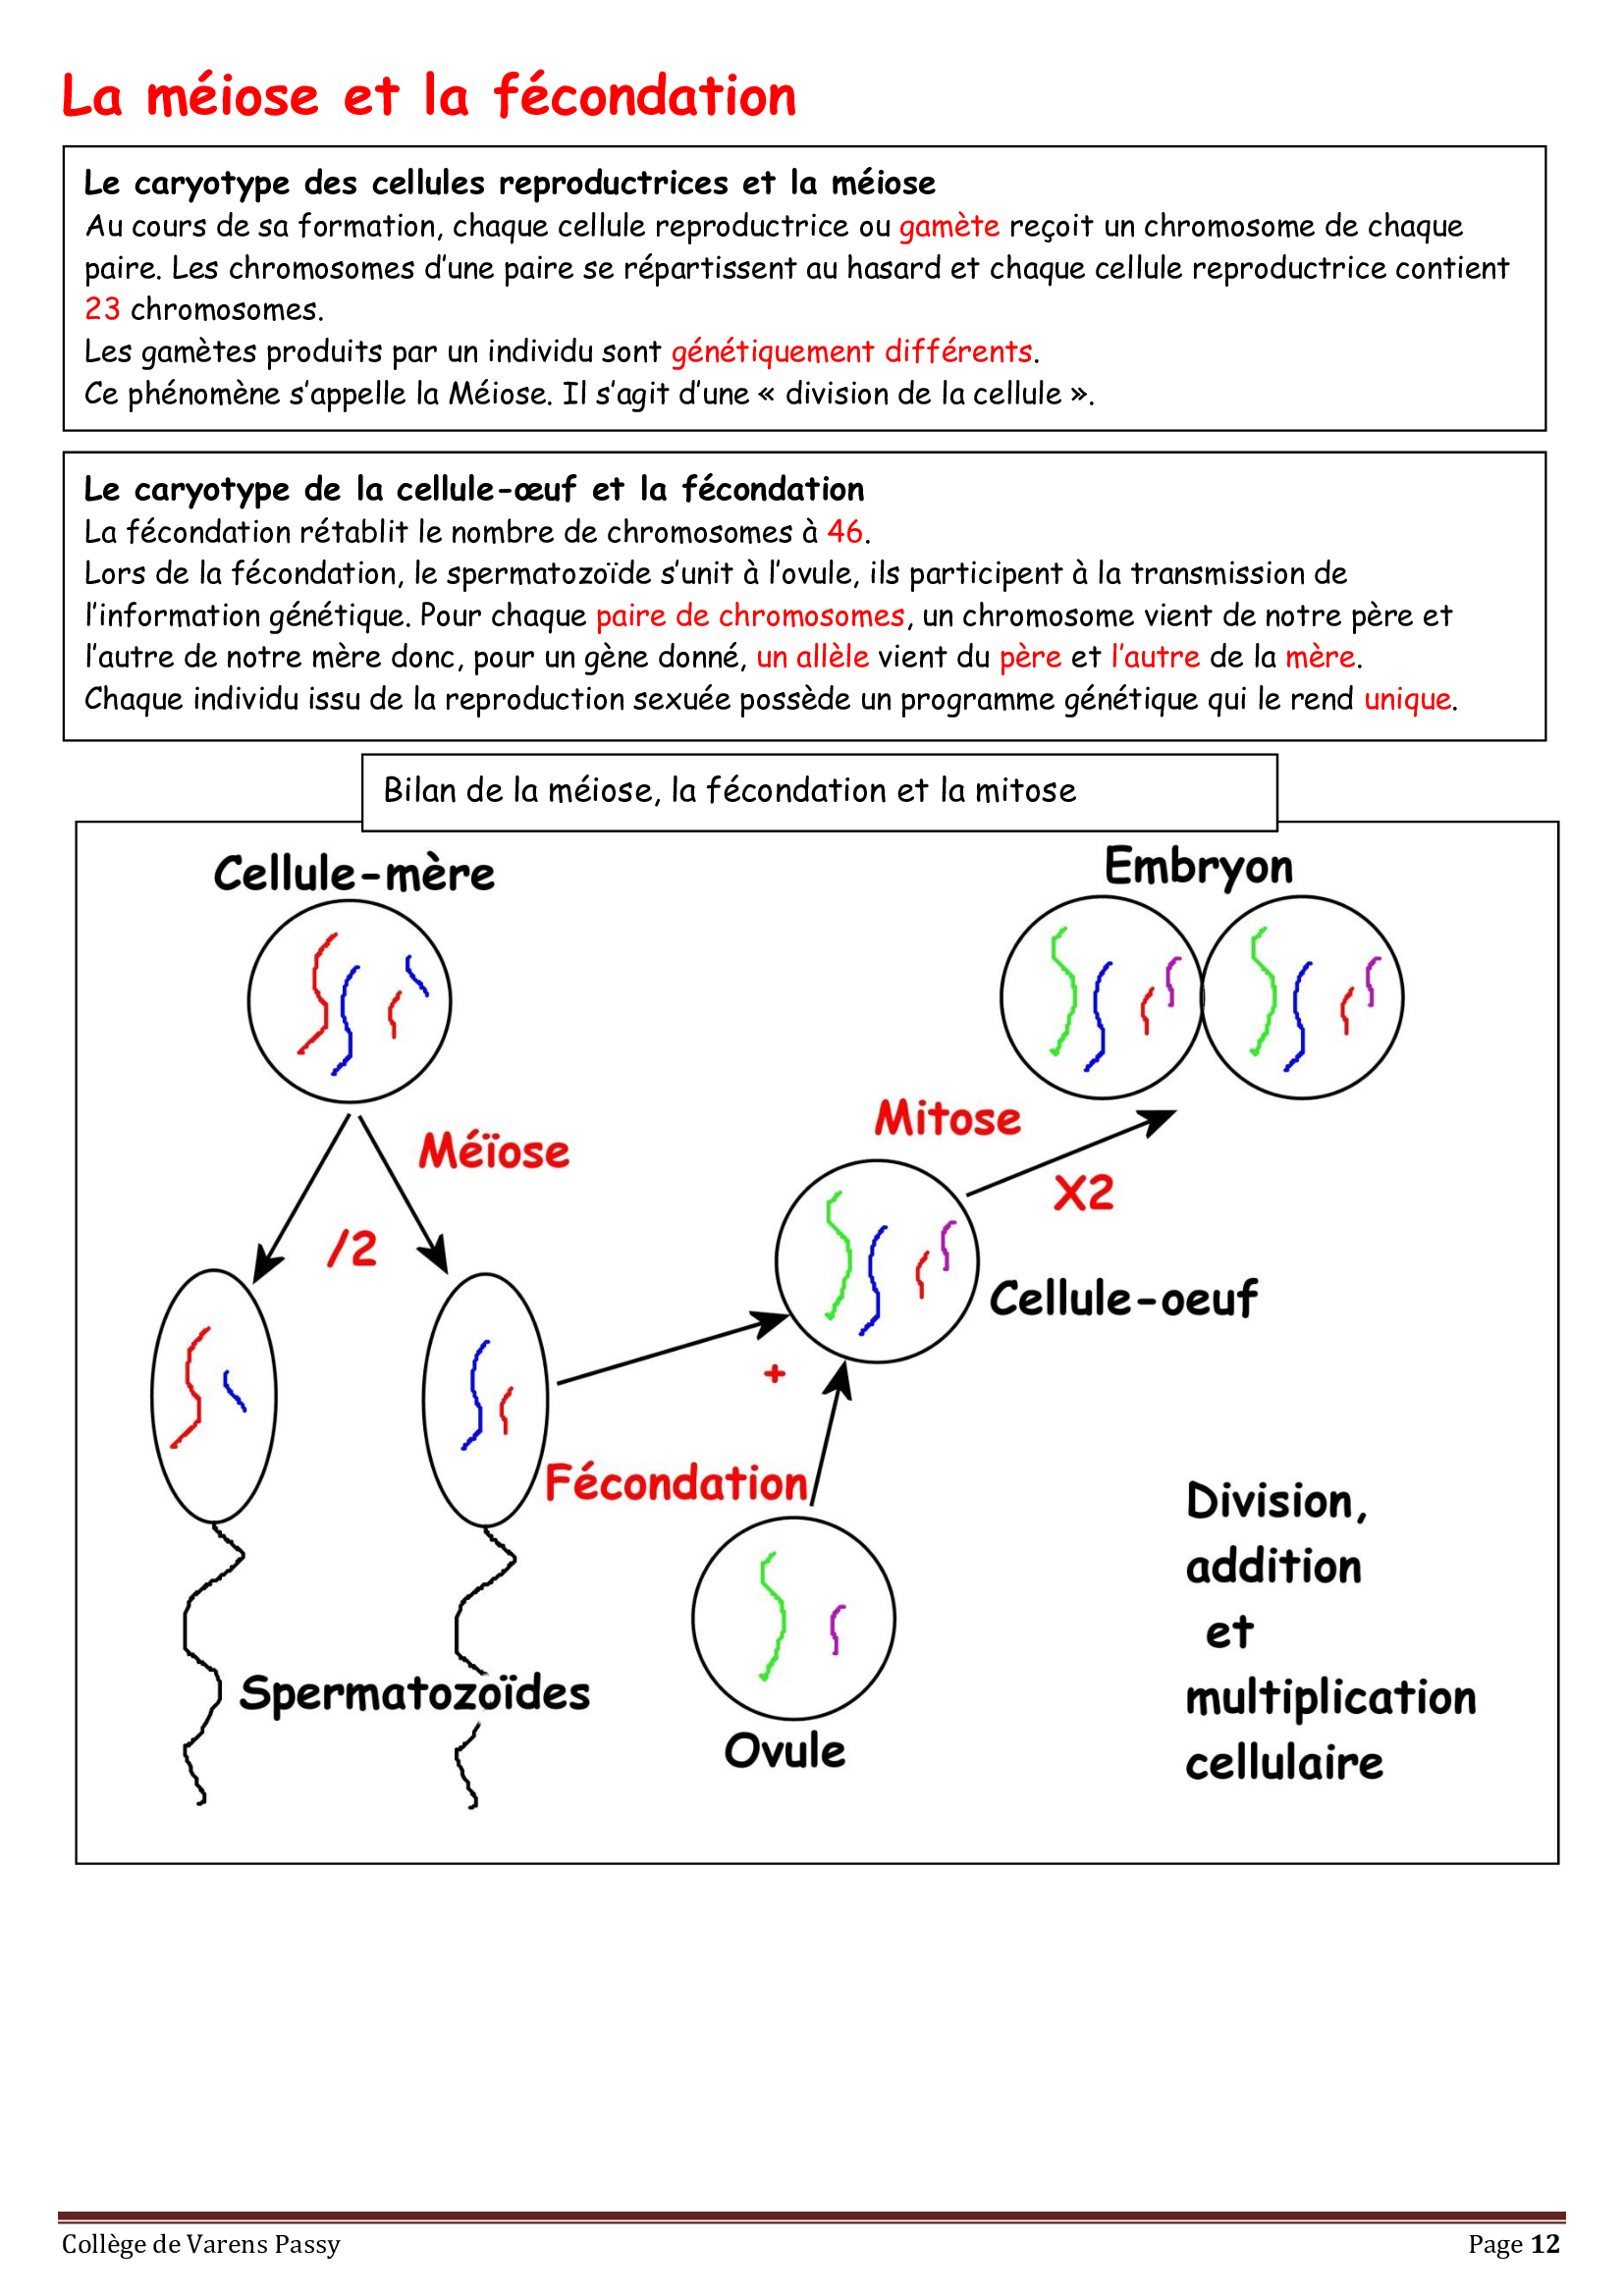 La méiose et la fécondation
Le caryotype des cellules reproductrices et la méiose
Au cours de sa formation, chaque cellule reproductrice ou gamète reçoit un chromosome de chaque
paire. Les chromosomes d’une paire se répartissent au hasard et chaque cellule reproductrice contient
23 chromosomes.
Les gamètes produits par un individu sont génétiquement différents.
Ce phénomène s’appelle la Méiose. Il s’agit d’une « division de la cellule ».
Le caryotype de la cellule-œuf et la fécondation
La fécondation rétablit le nombre de chromosomes à 46.
Lors de la fécondation, le spermatozoïde s’unit à l’ovule, ils participent à la transmission de
l’information génétique. Pour chaque paire de chromosomes, un chromosome vient de notre père et
l’autre de notre mère donc, pour un gène donné, un allèle vient du père et l’autre de la mère.
Chaque individu issu de la reproduction sexuée possède un programme génétique qui le rend unique.
Bilan de la méiose, la fécondation et la mitose
Cellule-mère
Embryon
Méïose
Mitose
X2
/2
Cellule-oeuf
+
Fécondation
Division,
addition
et
multiplication
cellulaire
Spermatozoïdes
Ovule
Collège de Varens Passy
Page 12